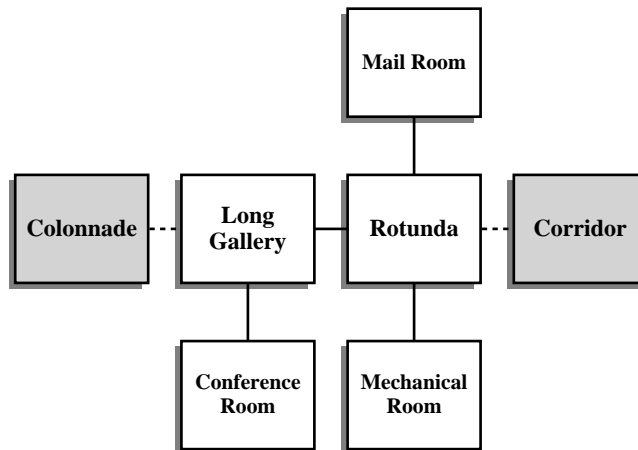 Mail Room
Colonnade
Long
Gallery
Rotunda
Corridor
Conference
Room
Mechanical
Room